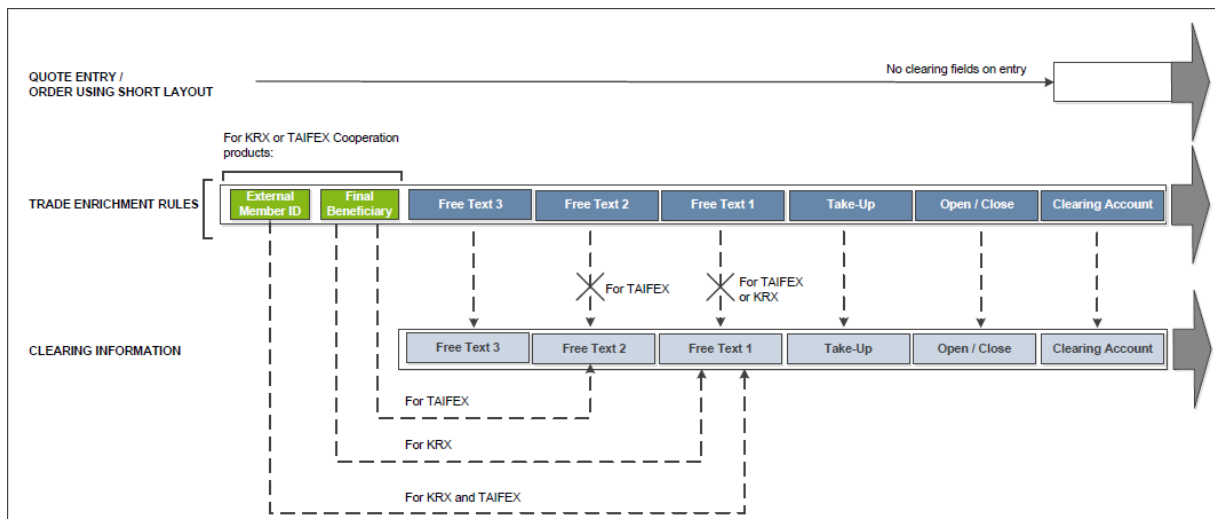 No clearing fields on entry
QUOTE ENTRY /
ORDER USING SHORT LAYOUT
For KRX or TAIFEX Cooperation
products:
TRADE ENRICHMENT RULES
External
Member ID
Final
Beneficiary
Free Text 3
Free Text 2
Free Text 1
Take-Up
Open / Close
Clearing Account
For TAIFEX
For TAIFEX
or KRX
CLEARING INFORMATION
Free Text 3
Free Text 2
Free Text 1
Take-Up
Open / Close
Clearing Account
For TAIFEX
For KRX
For KRX and TAIFEX